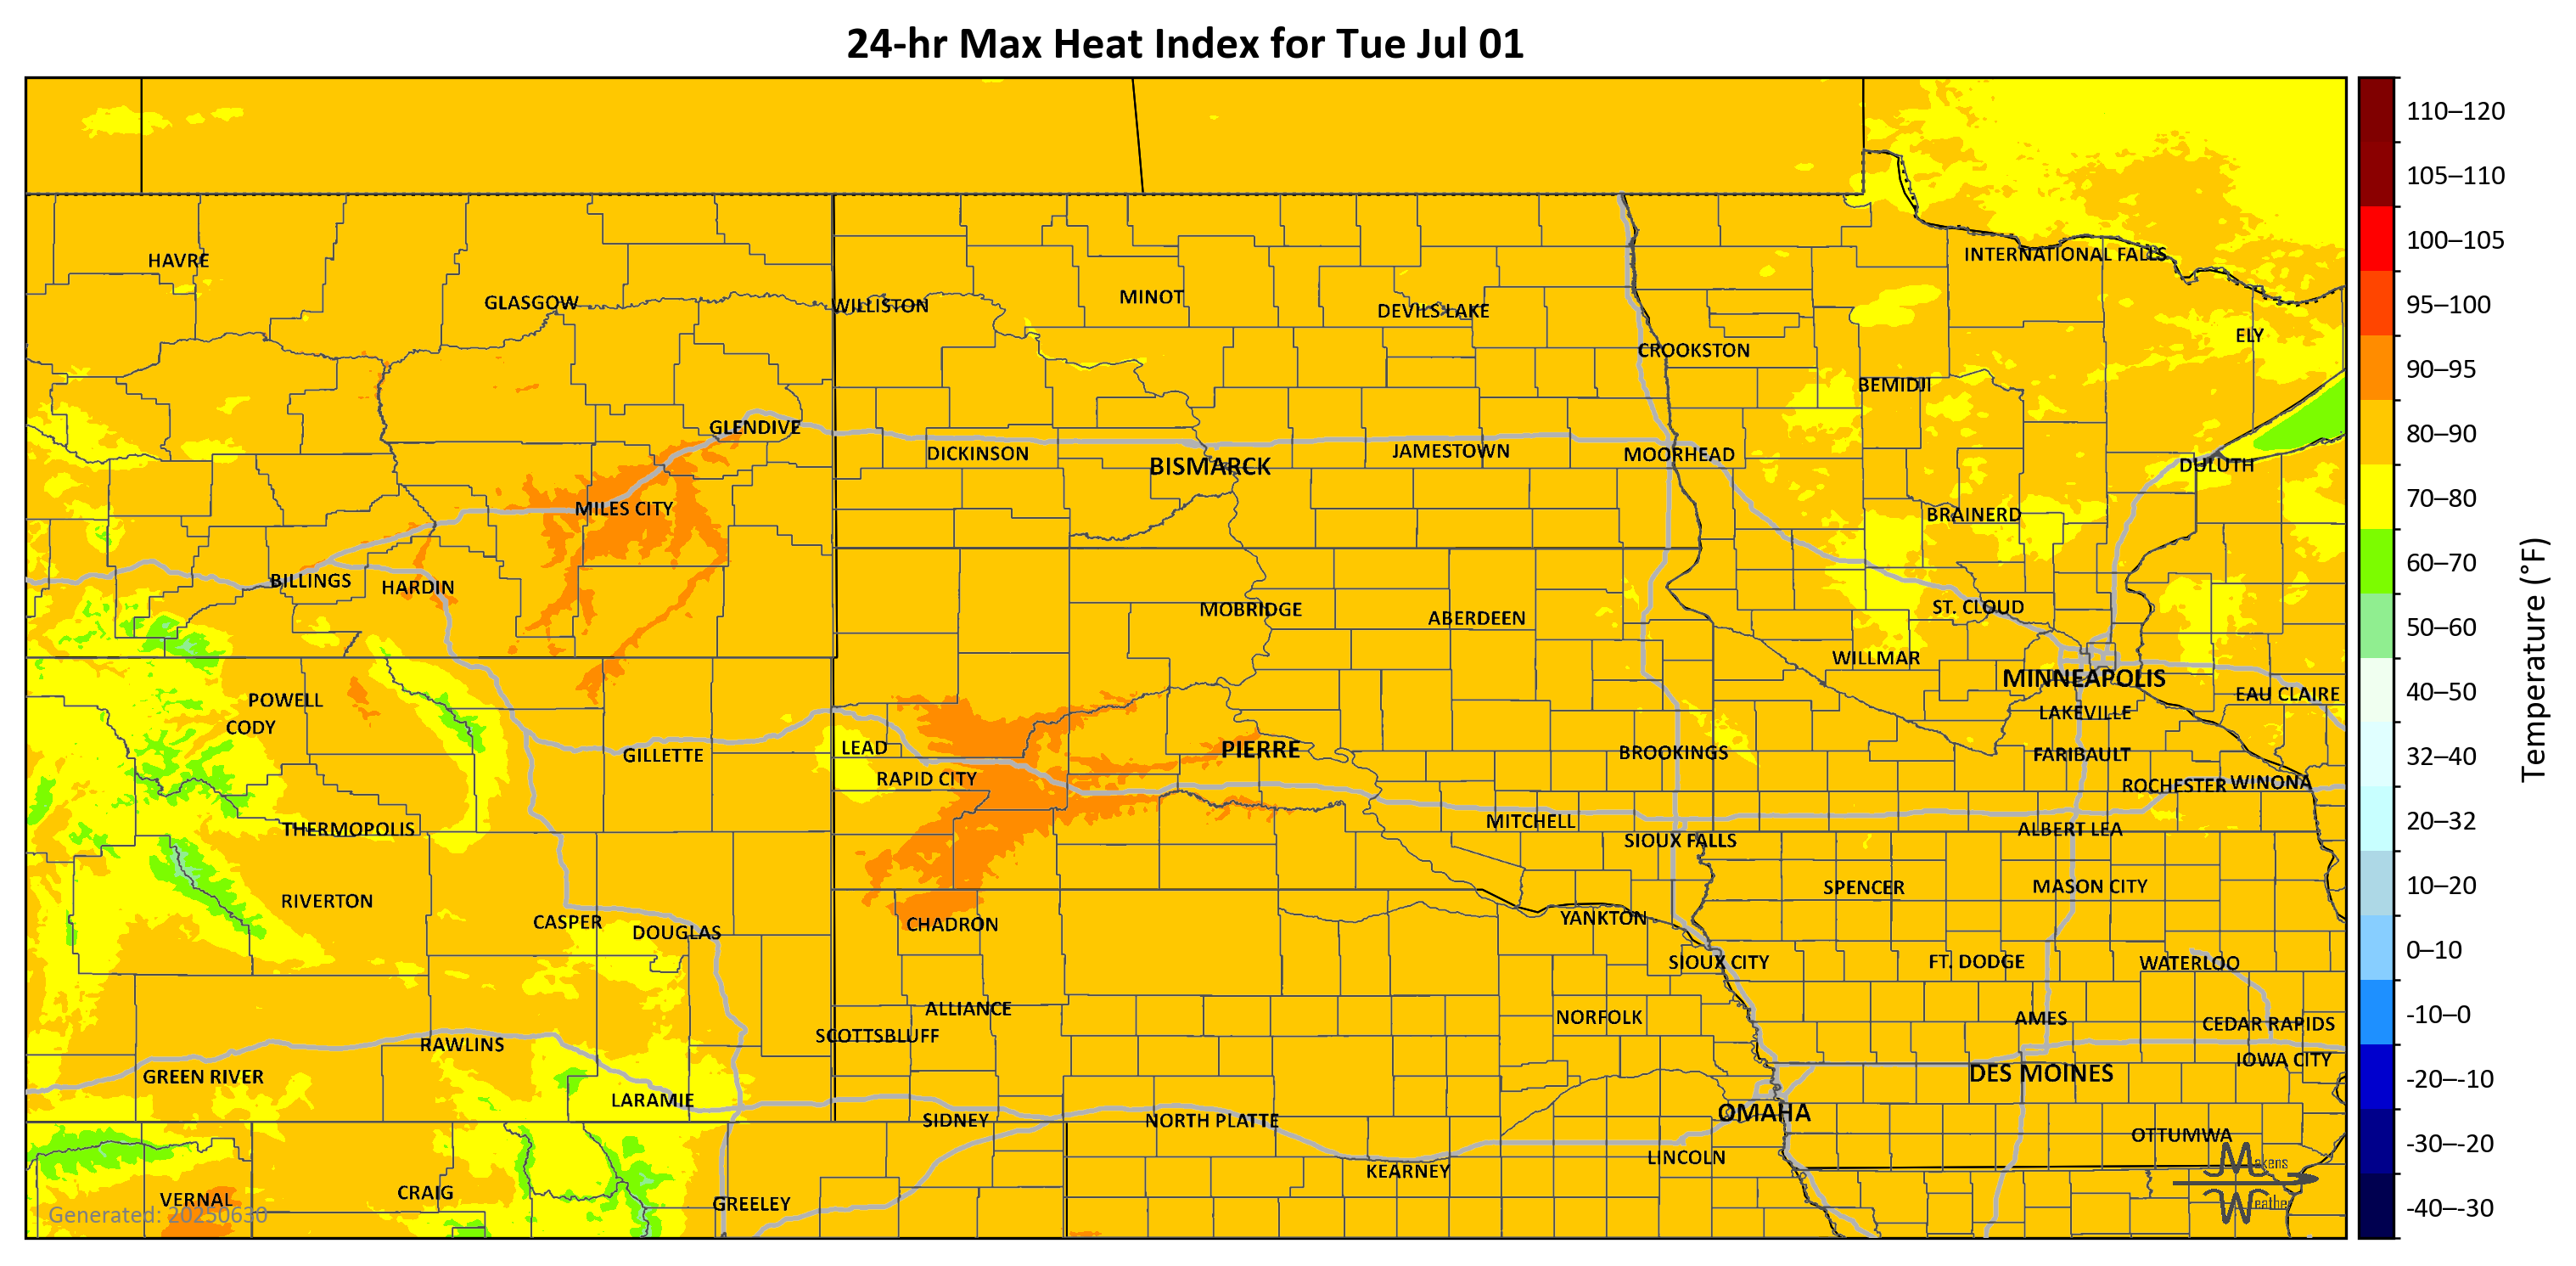 24-hr Max Heat Index for Tue Jul 01
110–120
105–110
100–105
95–100
90–95
80–90
70–80
60–70
50–60
40–50
32–40
20–32
10–20
0–10
-10–0
-20–-10
-30–-20
-40–-30
Temperature (°F)
HAVRE
INTERNATIONAL FALLS
GLASGOW
WILLISTON
MINOT
DEVILS LAKE
ELY
CROOKSTON
BEMIDJI
GLENDIVE
DICKINSON
BISMARCK
JAMESTOWN
MOORHEAD
DULUTH
MILES CITY
BRAINERD
BILLINGS
HARDIN
MOBRIDGE
ABERDEEN
ST. CLOUD
WILLMAR
MINNEAPOLIS
EAU CLAIRE
POWELL
CODY
LAKEVILLE
GILLETTE
LEAD
PIERRE
BROOKINGS
FARIBAULT
RAPID CITY
ROCHESTER
WINONA
THERMOPOLIS
MITCHELL
SIOUX FALLS
ALBERT LEA
RIVERTON
SPENCER
MASON CITY
CASPER
DOUGLAS
CHADRON
YANKTON
SIOUX CITY
FT. DODGE
WATERLOO
ALLIANCE
NORFOLK
AMES
CEDAR RAPIDS
SCOTTSBLUFF
RAWLINS
IOWA CITY
GREEN RIVER
DES MOINES
LARAMIE
SIDNEY
NORTH PLATTE
OMAHA
OTTUMWA
LINCOLN
KEARNEY
VERNAL
CRAIG
GREELEY
Generated: 20250630
Makens
Weather